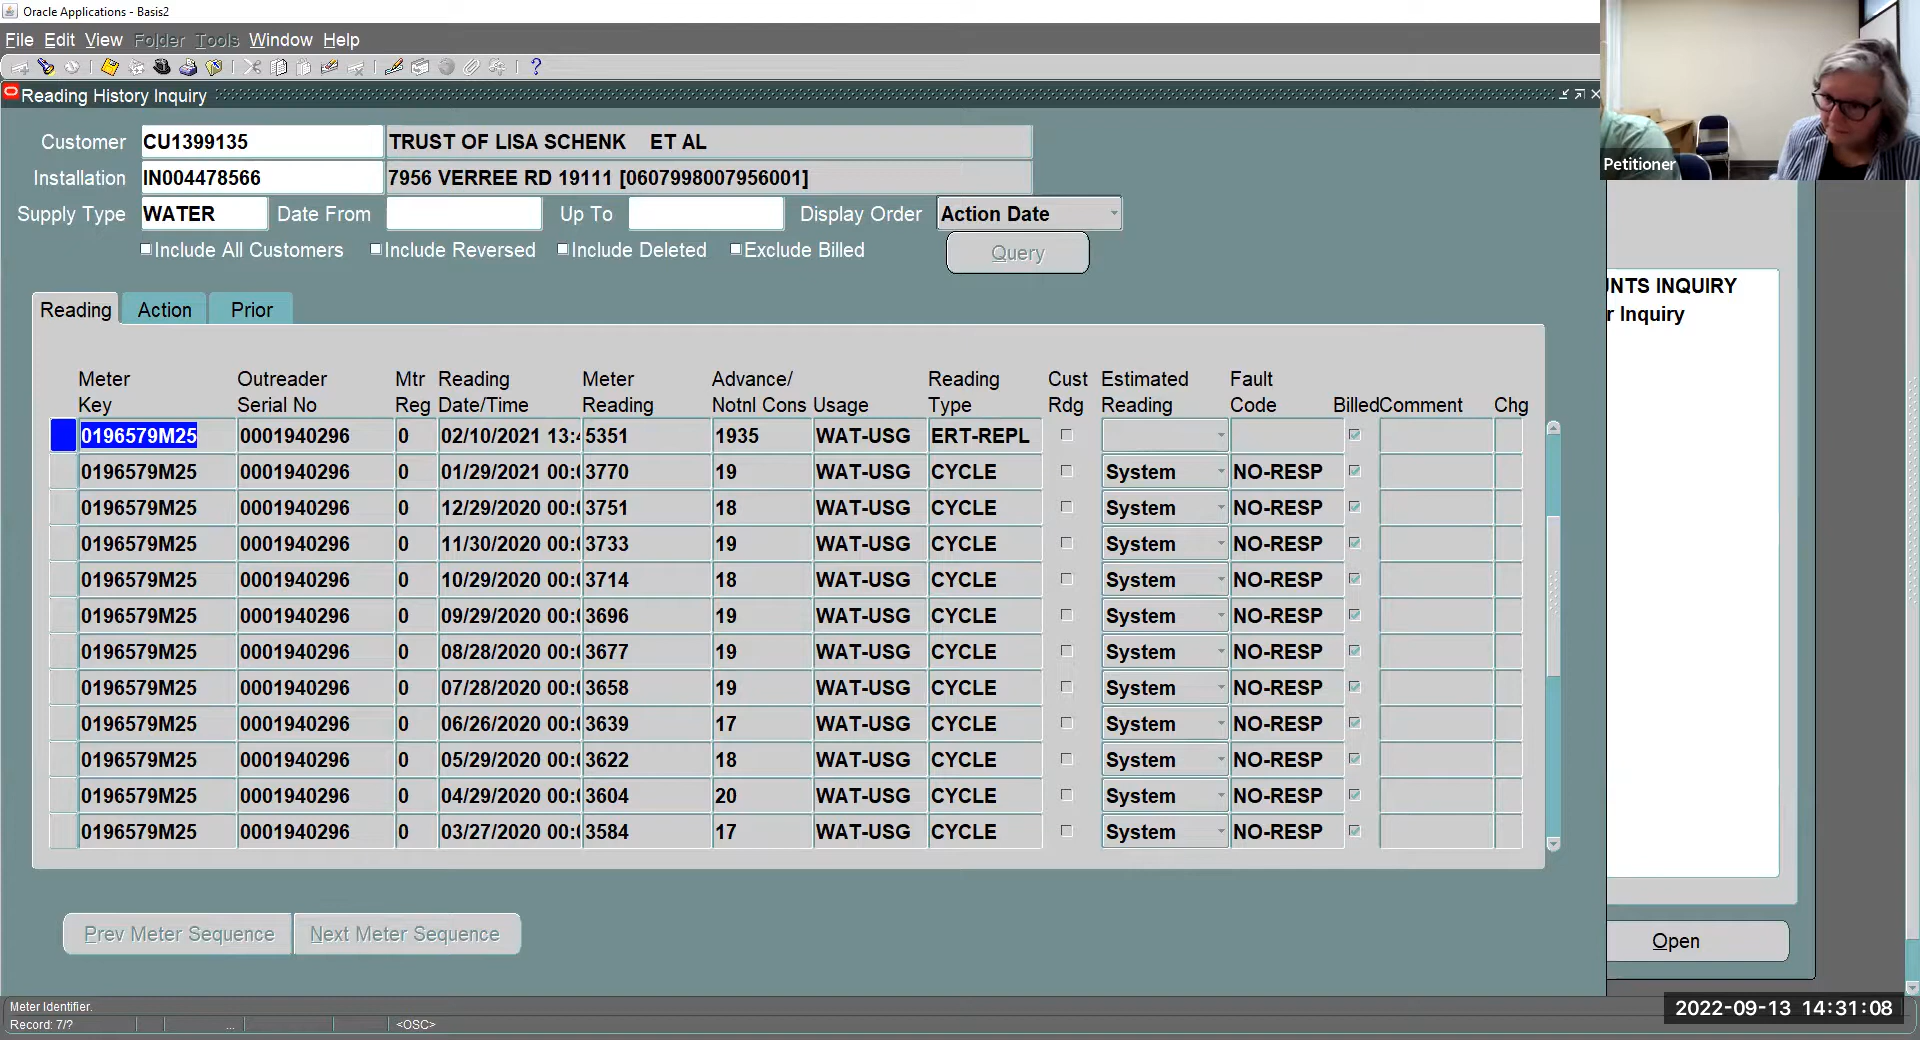 Oracle Applications - Basis2
File Edit View Folder Tools Window Help
Reading History Inquiry
Customer CU1399135 TRUST OF LISA SCHENK ET AL
Installation IN004478566 7956 VERREE RD 19111 [0607998007956001]
Supply Type WATER Date From Up To Display Order Action Date
Include All Customers Include Reversed Include Deleted Exclude Billed Query
Reading Action Prior
Meter Outreader Mtr Reading Meter Advance/ Reading Cust Estimated Fault
Key Serial No Reg Date/Time Reading Notnl Cons Usage Type Rdg Reading Code Billed Comment Chg
0196579M25 0001940296 0 02/10/2021 13:4 5351 1935 WAT-USG ERT-REPL
0196579M25 0001940296 0 01/29/2021 00:0 3770 19 WAT-USG CYCLE System NO-RESP
0196579M25 0001940296 0 12/29/2020 00:0 3751 18 WAT-USG CYCLE System NO-RESP
0196579M25 0001940296 0 11/30/2020 00:0 3733 19 WAT-USG CYCLE System NO-RESP
0196579M25 0001940296 0 10/29/2020 00:0 3714 18 WAT-USG CYCLE System NO-RESP
0196579M25 0001940296 0 09/29/2020 00:0 3696 19 WAT-USG CYCLE System NO-RESP
0196579M25 0001940296 0 08/28/2020 00:0 3677 19 WAT-USG CYCLE System NO-RESP
0196579M25 0001940296 0 07/28/2020 00:0 3658 19 WAT-USG CYCLE System NO-RESP
0196579M25 0001940296 0 06/26/2020 00:0 3639 17 WAT-USG CYCLE System NO-RESP
0196579M25 0001940296 0 05/29/2020 00:0 3622 18 WAT-USG CYCLE System NO-RESP
0196579M25 0001940296 0 04/29/2020 00:0 3604 20 WAT-USG CYCLE System NO-RESP
0196579M25 0001940296 0 03/27/2020 00:0 3584 17 WAT-USG CYCLE System NO-RESP
Prev Meter Sequence Next Meter Sequence
Meter Identifier.
Record: 7/? ... <OSC>
Petitioner
UNTS INQUIRY
r Inquiry
Open
2022-09-13 14:31:08